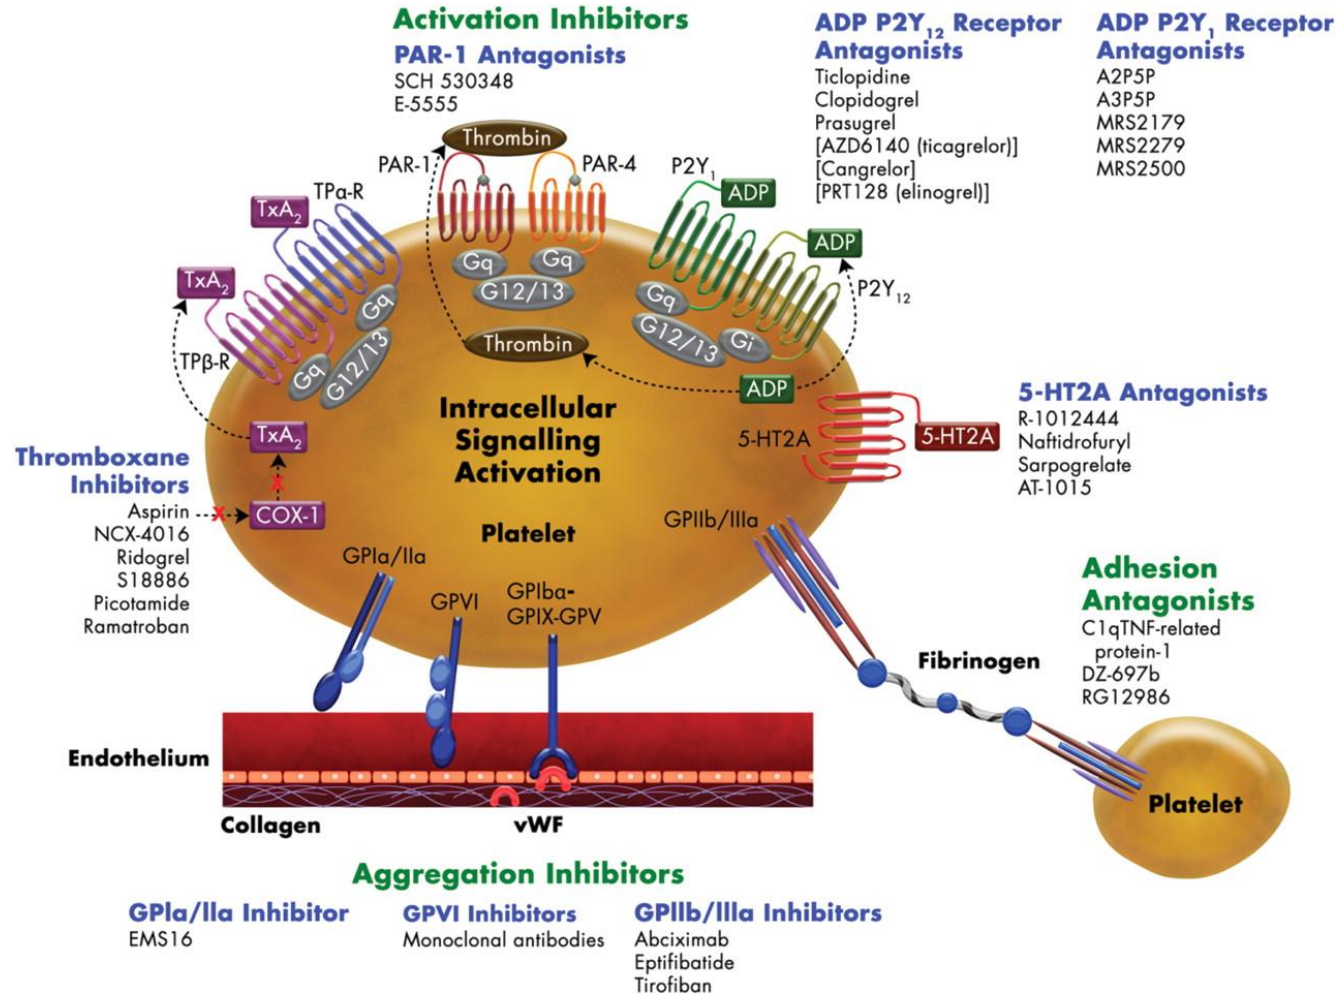 Activation Inhibitors
PAR-1 Antagonists
SCH 530348
E-5555
ADP P2Y12 Receptor
Antagonists
Ticlopidine
Clopidogrel
Prasugrel
[AZD6140 (ticagrelor)]
[Cangrelor]
[PRT128 (elinogrel)]
ADP P2Y1 Receptor
Antagonists
A2P5P
A3P5P
MRS2179
MRS2279
MRS2500
Thrombin
PAR-1
PAR-4
P2Y1
ADP
TPα-R
TxA2
ADP
TxA2
P2Y12
Gq
Gq
G12/13
Gq
G12/13
Gi
Gq
G12/13
Gq
TPβ-R
Thrombin
ADP
Intracellular
Signalling
Activation
TxA2
COX-1
Platelet
5-HT2A
5-HT2A
5-HT2A Antagonists
R-1012444
Naftidrofuryl
Sarpogrelate
AT-1015
Thromboxane
Inhibitors
Aspirin
NCX-4016
Ridogrel
S18886
Picotamide
Ramatroban
X
X
GPIIb/IIIa
GPIa/IIa
GPVI
GPIbα-
GPIX-GPV
Adhesion
Antagonists
C1qTNF-related
protein-1
DZ-697b
RG12986
Fibrinogen
Platelet
Endothelium
Collagen
vWF
Aggregation Inhibitors
GPIa/IIa Inhibitor
EMS16
GPVI Inhibitors
Monoclonal antibodies
GPIIb/IIIa Inhibitors
Abciximab
Eptifibatide
Tirofiban